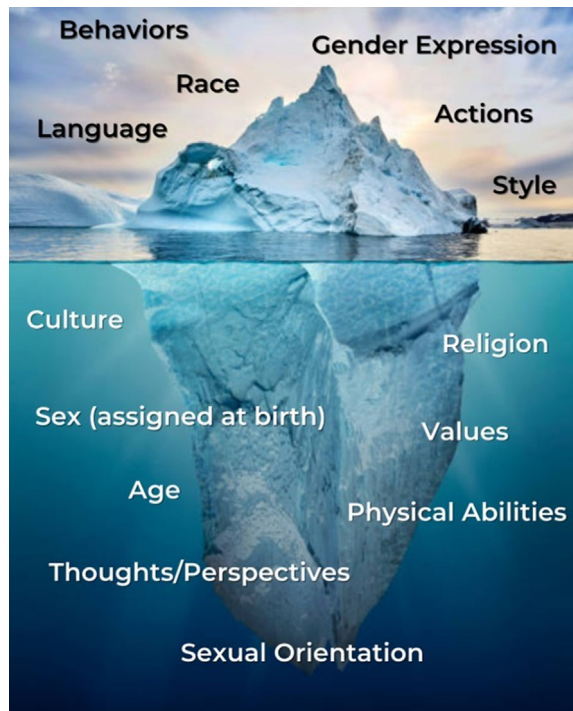 Behaviors
Gender Expression
Race
Actions
Language
Style
Culture
Religion
Sex (assigned at birth)
Values
Age
Physical Abilities
Thoughts/Perspectives
Sexual Orientation